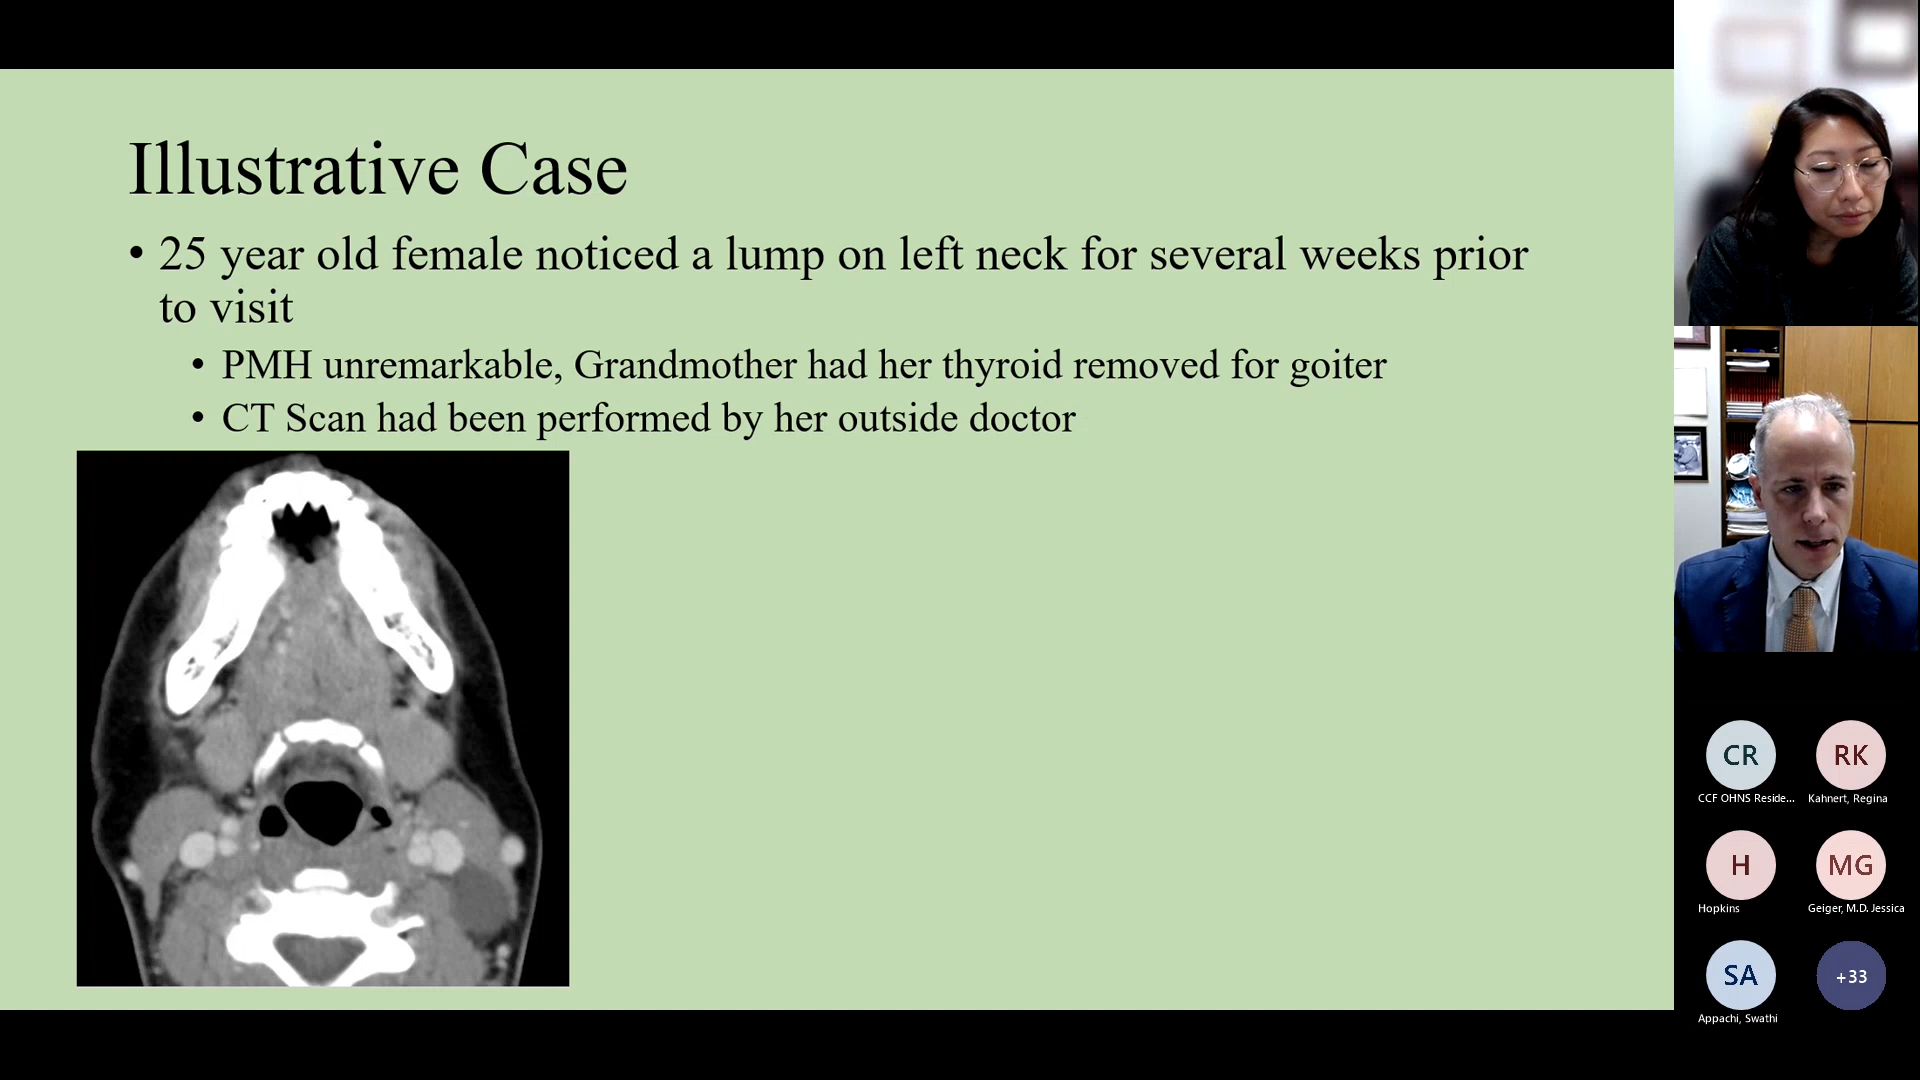 Illustrative Case
• 25 year old female noticed a lump on left neck for several weeks prior
to visit
• PMH unremarkable, Grandmother had her thyroid removed for goiter
• CT Scan had been performed by her outside doctor
CR
RK
CCF OHNS Reside...
Kahnert, Regina
H
MG
Hopkins
Geiger, M.D. Jessica
SA
+33
Appachi, Swathi